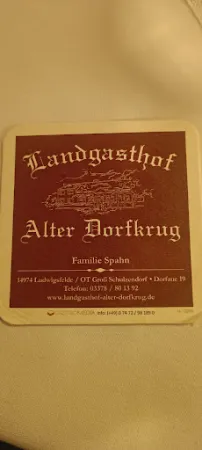 Landgasthof
Alter Dorfkrug
Familie Spahn
14974 Ludwigsfelde / OT Groß Schulzendorf • Dorfaue 19
Telefon: 03378 / 80 13 92
www.landgasthof-alter-dorfkrug.de